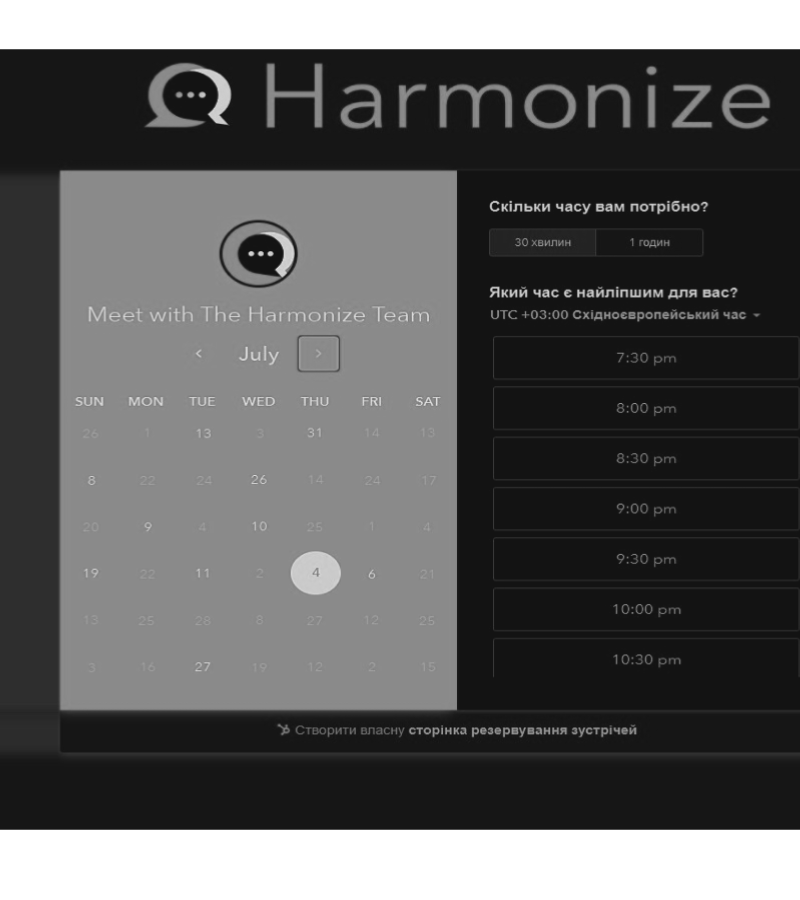 Harmonize
Meet with The Harmonize Team
< July >
SUN MON TUE WED THU FRI SAT
26 1 13 3 31 14 13
8 22 24 26 14 24 17
20 9 4 10 25 1 4
19 22 11 2 4 6 21
13 25 28 8 27 12 25
3 16 27 19 12 2 15
Скільки часу вам потрібно?
30 хвилин 1 годин
Який час є найліпшим для вас?
UTC +03:00 Східноєвропейський час
7:30 pm
8:00 pm
8:30 pm
9:00 pm
9:30 pm
10:00 pm
10:30 pm
Створити власну сторінка резервування зустрічей